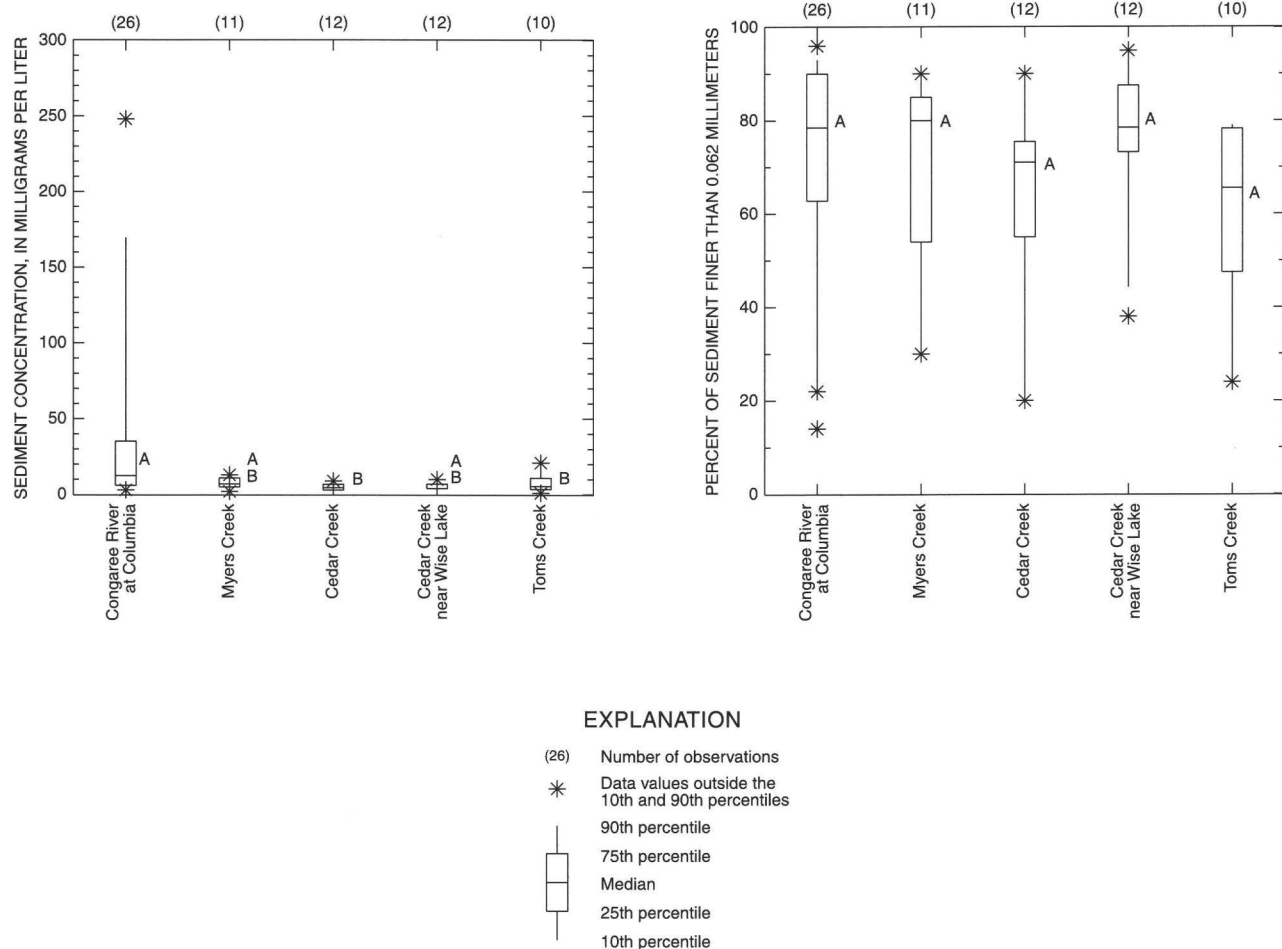 (26) (11) (12) (12) (10)
SEDIMENT CONCENTRATION, IN MILLIGRAMS PER LITER
300
250
200
150
100
50
0
A
A
B
B
A
B
B
Congaree River
at Columbia
Myers Creek
Cedar Creek
Cedar Creek
near Wise Lake
Toms Creek
(26) (11) (12) (12) (10)
PERCENT OF SEDIMENT FINER THAN 0.062 MILLIMETERS
100
80
60
40
20
0
A
A
A
A
A
Congaree River
at Columbia
Myers Creek
Cedar Creek
Cedar Creek
near Wise Lake
Toms Creek
EXPLANATION
(26) Number of observations
Data values outside the
10th and 90th percentiles
90th percentile
75th percentile
Median
25th percentile
10th percentile